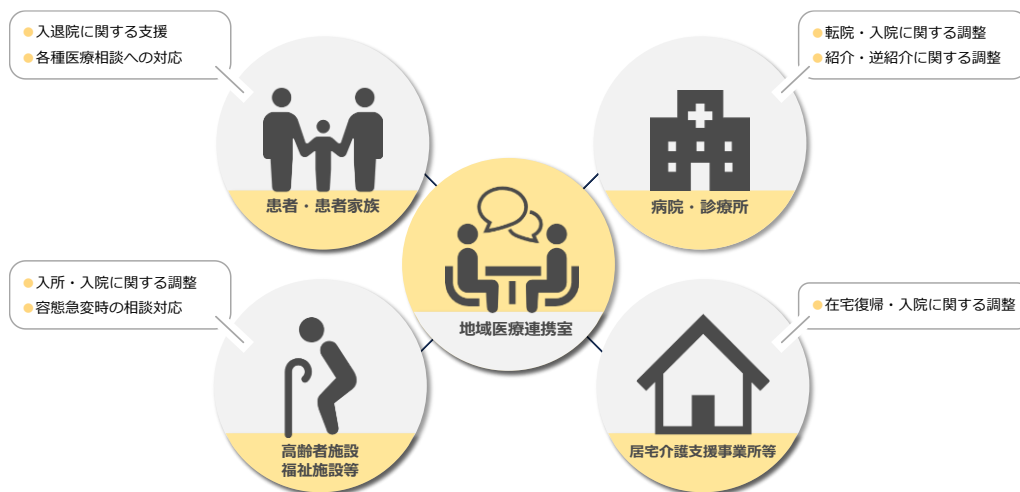 入退院に関する支援
各種医療相談への対応
患者・患者家族
転院・入院に関する調整
紹介・逆紹介に関する調整
病院・診療所
地域医療連携室
入所・入院に関する調整
容態急変時の相談対応
高齢者施設
福祉施設等
在宅復帰・入院に関する調整
居宅介護支援事業所等